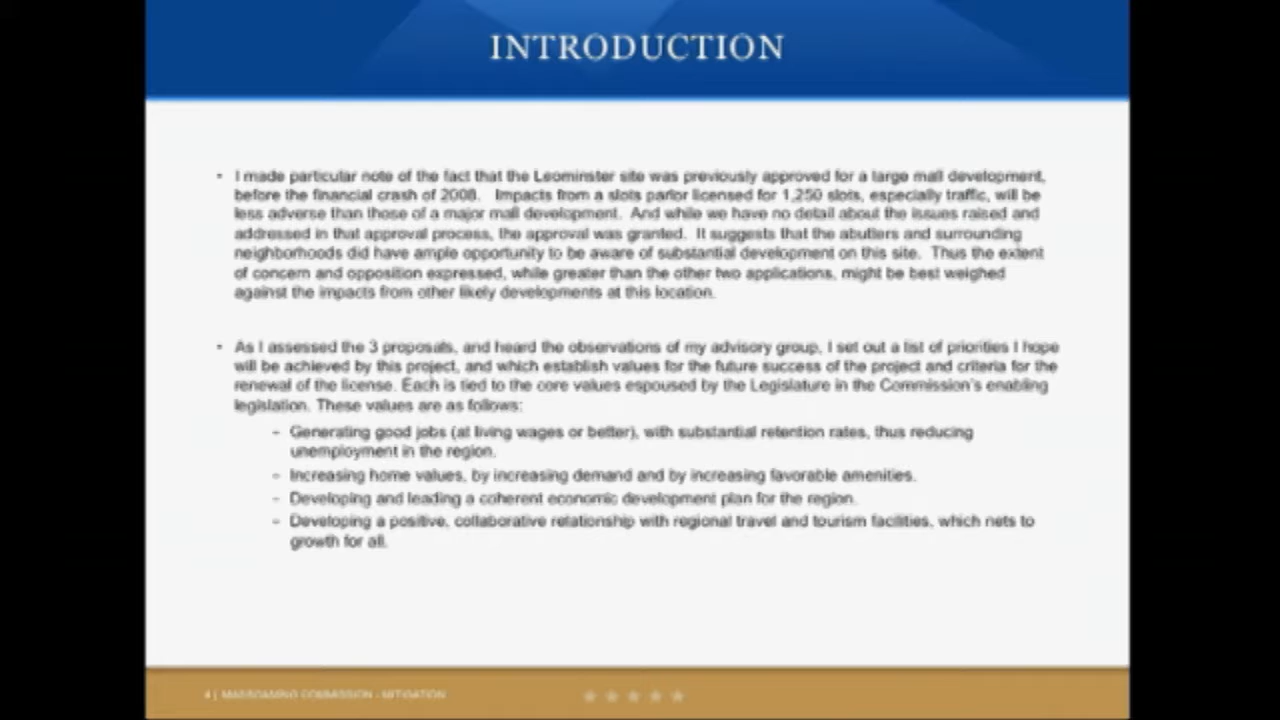 INTRODUCTION
• I made particular note of the fact that the Leominster site was previously approved for a large mall development,
before the financial crash of 2008.   Impacts from a slots parlor licensed for 1,250 slots, especially traffic, will be
less adverse than those of a major mall development.  And while we have no detail about the issues raised and
addressed in that approval process, the approval was granted.  It suggests that the abutters and surrounding
neighborhoods did have ample opportunity to be aware of substantial development on this site.  Thus the extent
of concern and opposition expressed, while greater than the other two applications, might be best weighed
against the impacts from other likely developments at this location.
• As I assessed the 3 proposals, and heard the observations of my advisory group, I set out a list of priorities I hope
will be achieved by this project, and which establish values for the future success of the project and criteria for the
renewal of the license. Each is tied to the core values espoused by the Legislature in the Commission's enabling
legislation. These values are as follows:
– Generating good jobs (at living wages or better), with substantial retention rates, thus reducing
unemployment in the region.
– Increasing home values, by increasing demand and by increasing favorable amenities.
– Developing and leading a coherent economic development plan for the region.
– Developing a positive, collaborative relationship with regional travel and tourism facilities, which nets to
growth for all.
4 | MASSGAMING COMMISSION - MITIGATION